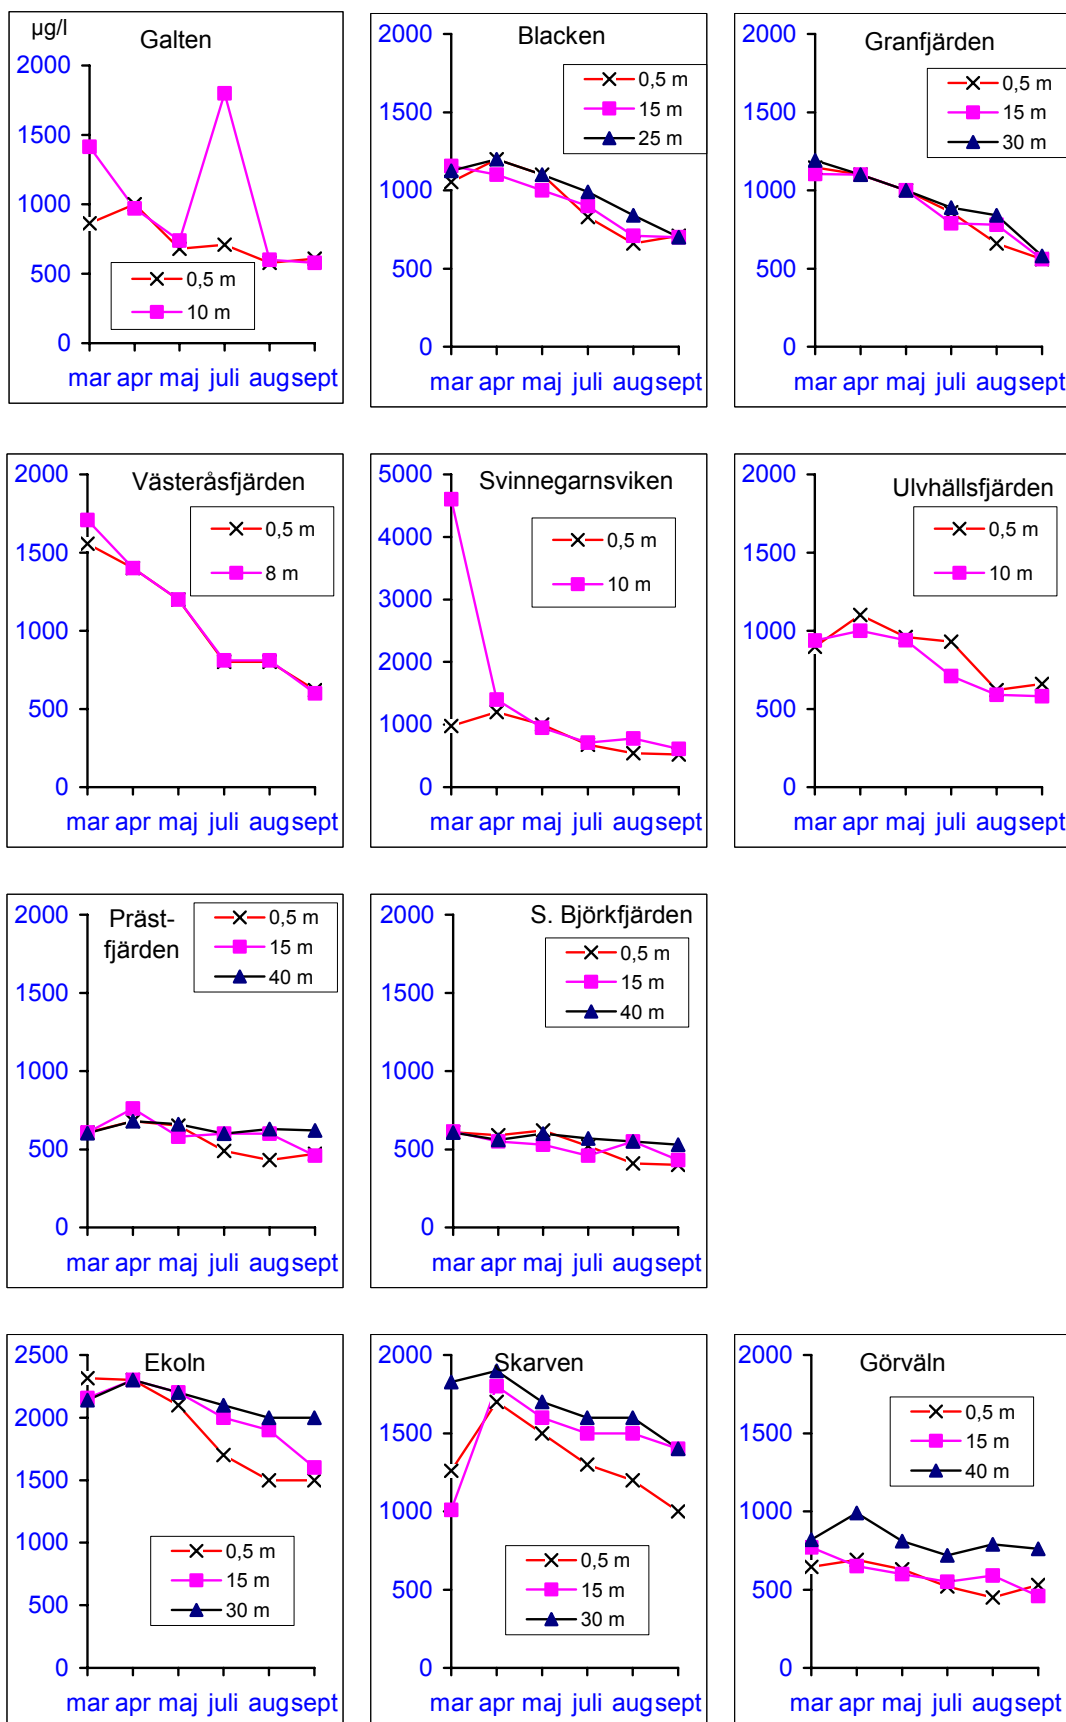 µg/l
Galten
2000
1500
1000
500
0
0,5 m
10 m
mar apr maj juli aug sept
Blacken
2000
1500
1000
500
0
0,5 m
15 m
25 m
mar apr maj juli aug sept
Granfjärden
2000
1500
1000
500
0
0,5 m
15 m
30 m
mar apr maj juli aug sept
Västeråsfjärden
2000
1500
1000
500
0
0,5 m
8 m
mar apr maj juli aug sept
Svinnegarnsviken
5000
4000
3000
2000
1000
0
0,5 m
10 m
mar apr maj juli aug sept
Ulvhällsfjärden
2000
1500
1000
500
0
0,5 m
10 m
mar apr maj juli aug sept
Präst-
fjärden
2000
1500
1000
500
0
0,5 m
15 m
40 m
mar apr maj juli aug sept
S. Björkfjärden
2000
1500
1000
500
0
0,5 m
15 m
40 m
mar apr maj juli aug sept
Ekoln
2500
2000
1500
1000
500
0
0,5 m
15 m
30 m
mar apr maj juli aug sept
Skarven
2000
1500
1000
500
0
0,5 m
15 m
30 m
mar apr maj juli aug sept
Görväln
2000
1500
1000
500
0
0,5 m
15 m
40 m
mar apr maj juli aug sept